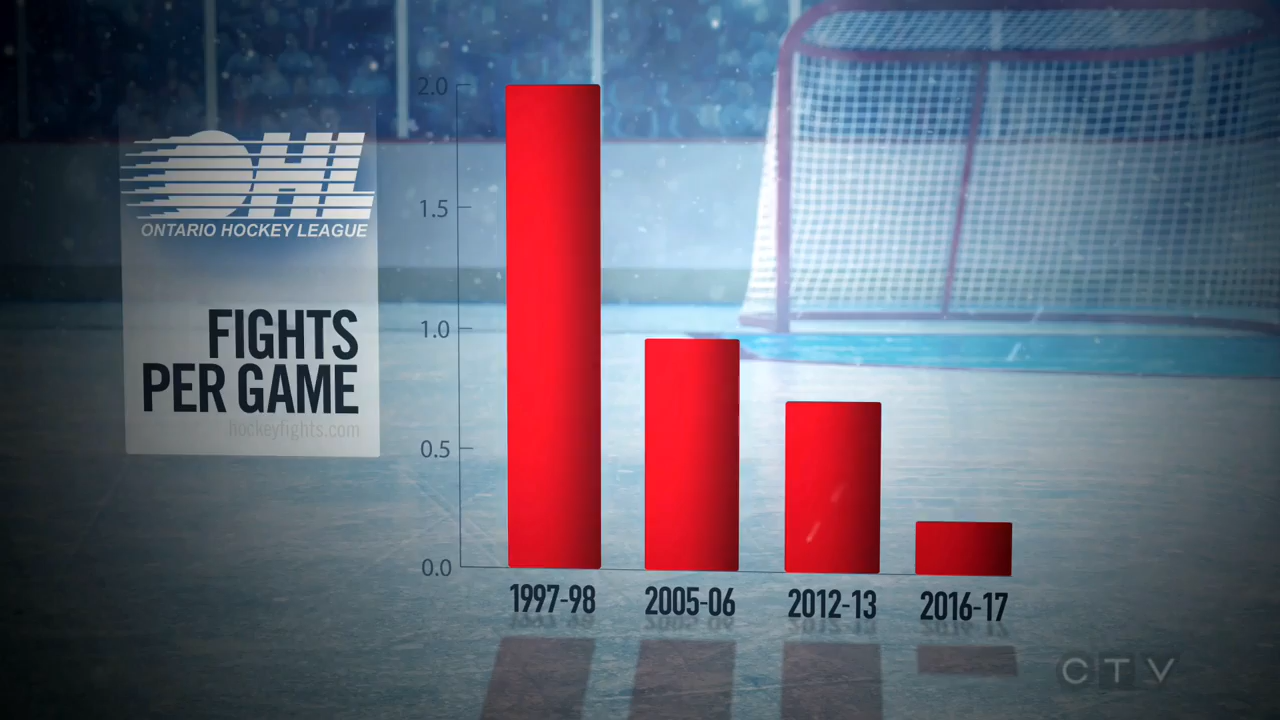 OHL
ONTARIO HOCKEY LEAGUE
FIGHTS
PER GAME
hockeyfights.com
2.0
1.5
1.0
0.5
0.0
1997-98
2005-06
2012-13
2016-17
CTV